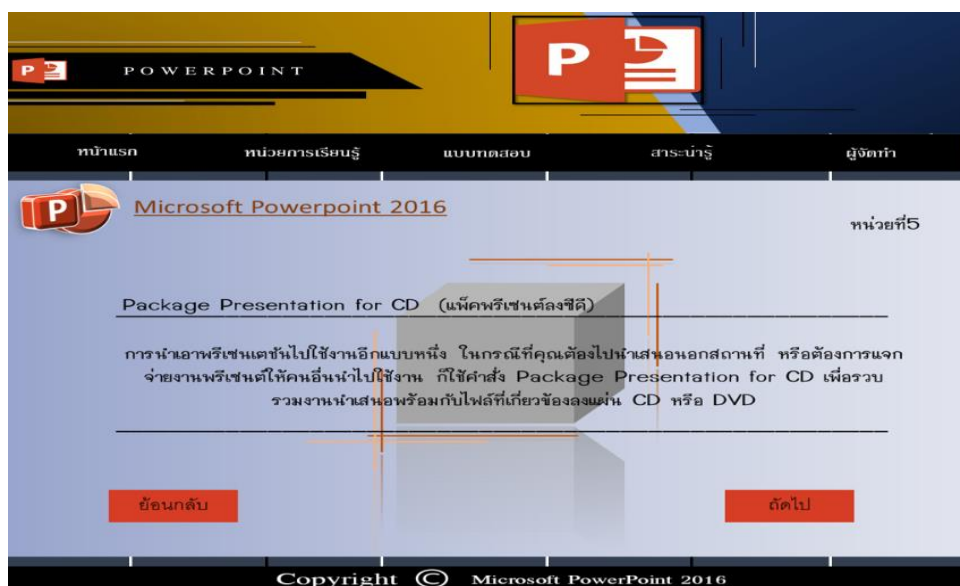 POWERPOINT
หน้าแรก หน่วยการเรียนรู้ แบบทดสอบ สาระน่ารู้ ผู้จัดทำ
Microsoft Powerpoint 2016
หน่วยที่5
Package Presentation for CD (แพ็คพรีเซนต์ลงซีดี)
การนำเอาพรีเซนเตชันไปใช้งานอีกแบบหนึ่ง ในกรณีที่คุณต้องไปนำเสนอนอกสถานที่ หรือต้องการแจก
จ่ายงานพรีเซนต์ให้คนอื่นนำไปใช้งาน ก็ใช้คำสั่ง Package Presentation for CD เพื่อรวบ
รวมงานนำเสนอพร้อมกับไฟล์ที่เกี่ยวข้องลงแผ่น CD หรือ DVD
ย้อนกลับ ถัดไป
Copyright © Microsoft PowerPoint 2016